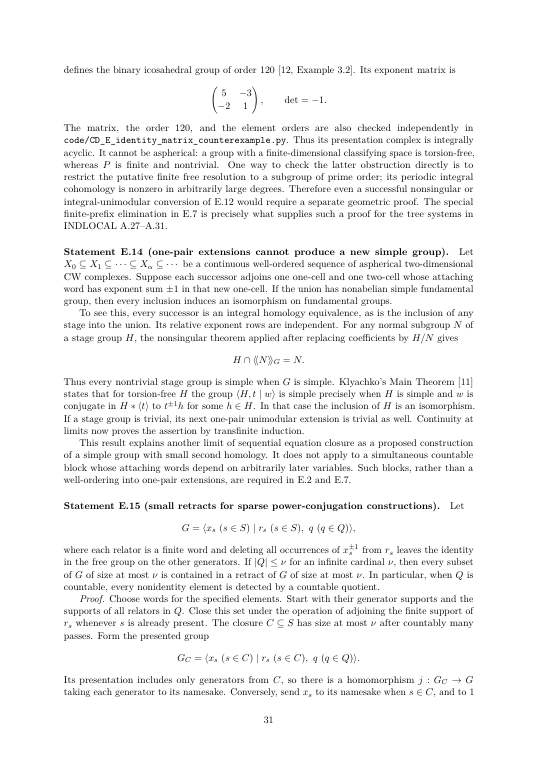 defines the binary icosahedral group of order 120 [12, Example 3.2]. Its exponent matrix is
( 5 −3
−2 1 ), det = −1.
The matrix, the order 120, and the element orders are also checked independently in
code/CD_E_identity_matrix_counterexample.py. Thus its presentation complex is integrally
acyclic. It cannot be aspherical: a group with a finite-dimensional classifying space is torsion-free,
whereas P is finite and nontrivial. One way to check the latter obstruction directly is to
restrict the putative finite free resolution to a subgroup of prime order; its periodic integral
cohomology is nonzero in arbitrarily large degrees. Therefore even a successful nonsingular or
integral-unimodular conversion of E.12 would require a separate geometric proof. The special
finite-prefix elimination in E.7 is precisely what supplies such a proof for the tree systems in
INDLOCAL A.27–A.31.
Statement E.14 (one-pair extensions cannot produce a new simple group). Let
X₀ ⊆ X₁ ⊆ ··· ⊆ Xα ⊆ ··· be a continuous well-ordered sequence of aspherical two-dimensional
CW complexes. Suppose each successor adjoins one one-cell and one two-cell whose attaching
word has exponent sum ±1 in that new one-cell. If the union has nonabelian simple fundamental
group, then every inclusion induces an isomorphism on fundamental groups.
To see this, every successor is an integral homology equivalence, as is the inclusion of any
stage into the union. Its relative exponent rows are independent. For any normal subgroup N of
a stage group H, the nonsingular theorem applied after replacing coefficients by H/N gives
H ∩ ⟨⟨N⟩⟩_G = N.
Thus every nontrivial stage group is simple when G is simple. Klyachko's Main Theorem [11]
states that for torsion-free H the group ⟨H, t | w⟩ is simple precisely when H is simple and w is
conjugate in H ∗ ⟨t⟩ to t^{±1}h for some h ∈ H. In that case the inclusion of H is an isomorphism.
If a stage group is trivial, its next one-pair unimodular extension is trivial as well. Continuity at
limits now proves the assertion by transfinite induction.
This result explains another limit of sequential equation closure as a proposed construction
of a simple group with small homology. It does not apply to a simultaneous countable
block whose attaching words depend on arbitrarily later variables. Such blocks, rather than a
well-ordering into one-pair extensions, are required in E.2 and E.7.
Statement E.15 (small retracts for sparse power-conjugation constructions). Let
G = ⟨x_s (s ∈ S) | r_s (s ∈ S), q (q ∈ Q)⟩,
where each relator is a finite word and deleting all occurrences of x_s^{±1} from r_s leaves the identity
in the free group on the other generators. If |Q| ≤ ν for an infinite cardinal ν, then every subset
of G of size at most ν is contained in a retract of G of size at most ν. In particular, when Q is
countable, every nonidentity element is detected by a countable quotient.
Proof. Choose words for the specified elements. Start with their generator supports and the
supports of all relators in Q. Close this set under the operation of adjoining the finite support of
r_s whenever s is already present. The closure C ⊆ S has size at most ν after countably many
passes. Form the presented group
G_C = ⟨x_s (s ∈ C) | r_s (s ∈ C), q (q ∈ Q)⟩.
Its presentation includes only generators from C, so there is a homomorphism j : G_C → G
taking each generator to its namesake. Conversely, send x_s to its namesake when s ∈ C, and to 1
31